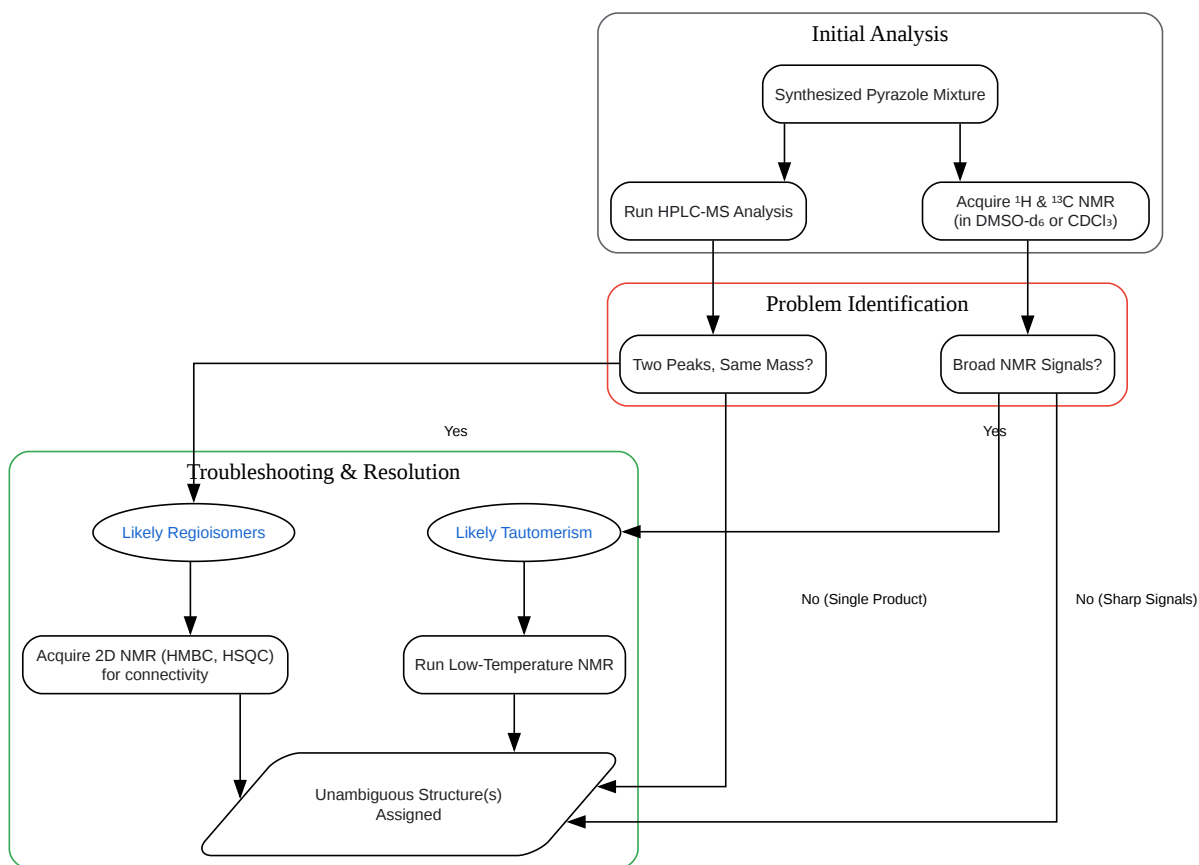 Initial Analysis
Synthesized Pyrazole Mixture
Run HPLC-MS Analysis
Acquire ¹H & ¹³C NMR
(in DMSO-d₆ or CDCl₃)
Problem Identification
Two Peaks, Same Mass?
Broad NMR Signals?
Yes
Yes
Troubleshooting & Resolution
Likely Regioisomers
Likely Tautomerism
No (Single Product)
No (Sharp Signals)
Acquire 2D NMR (HMBC, HSQC)
for connectivity
Run Low-Temperature NMR
Unambiguous Structure(s)
Assigned